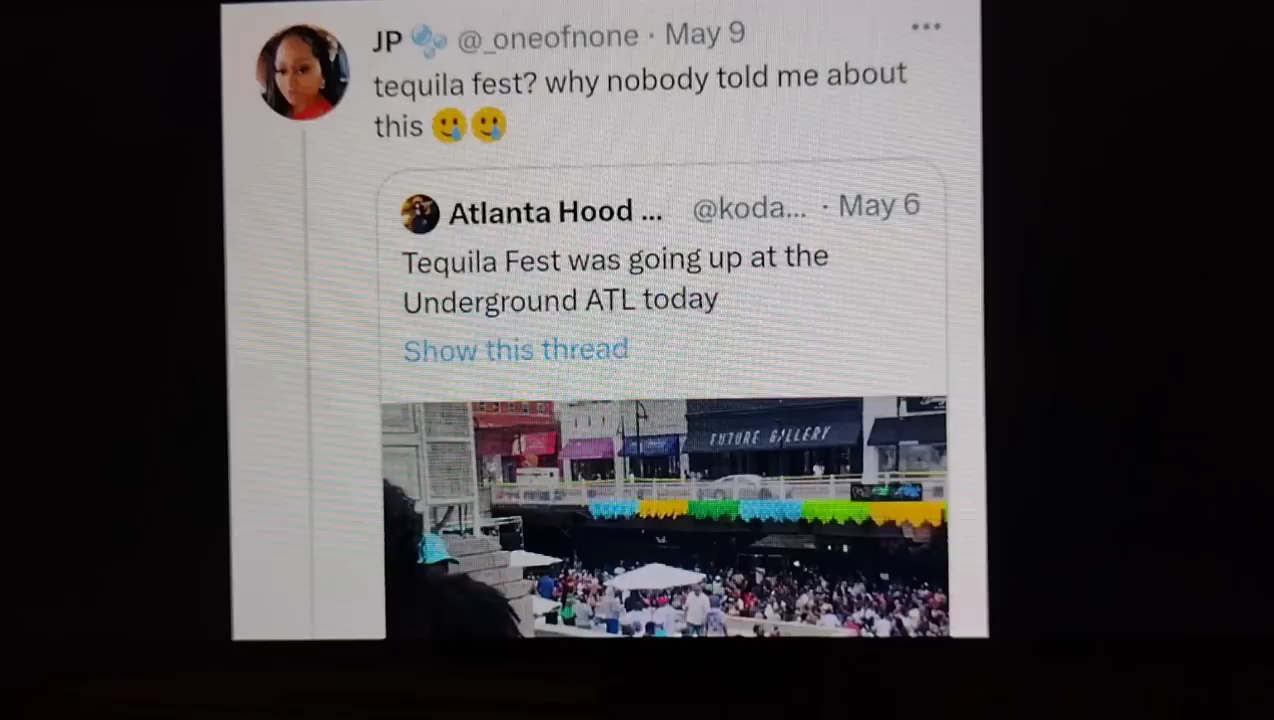 JP @_oneofnone · May 9
tequila fest? why nobody told me about
this
Atlanta Hood ... @koda... · May 6
Tequila Fest was going up at the
Underground ATL today
Show this thread
FUTURE GALLERY